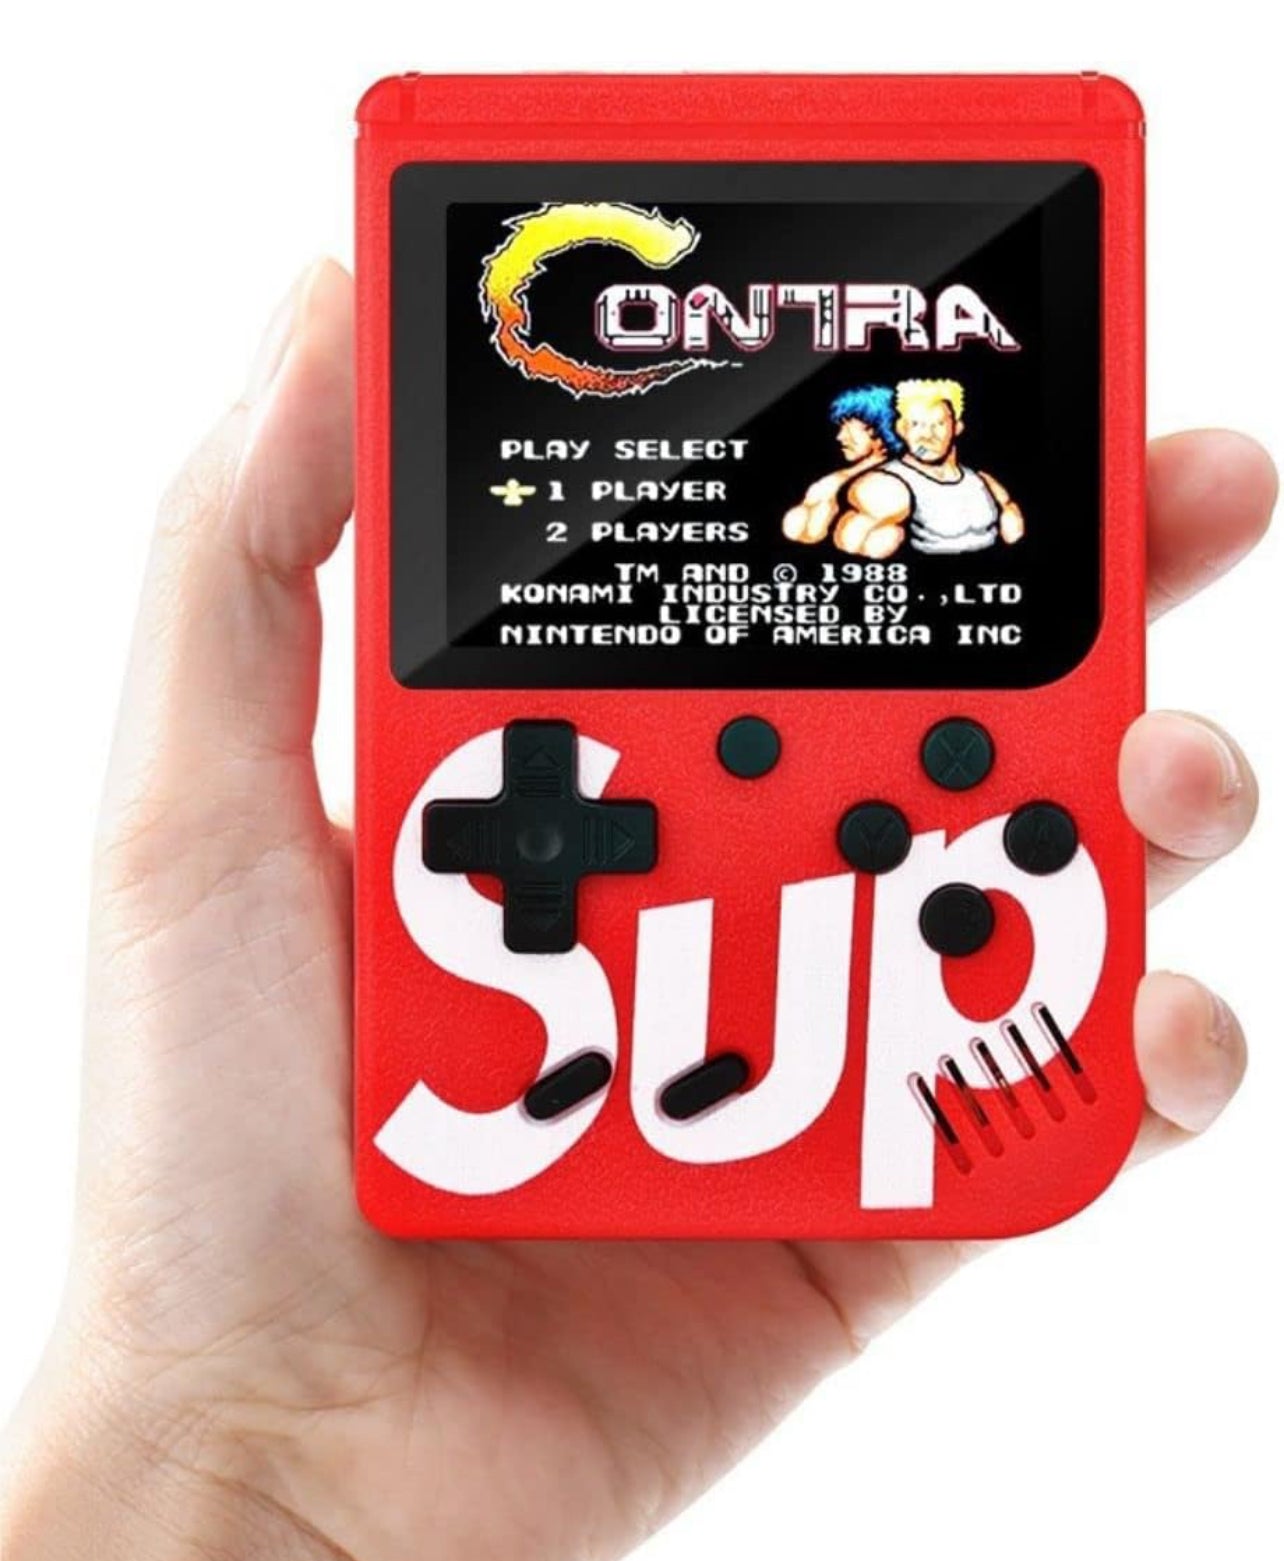 CONTRA
PLAY SELECT
1 PLAYER
2 PLAYERS
TM AND © 1988
KONAMI INDUSTRY CO.,LTD
LICENSED BY
NINTENDO OF AMERICA INC
X
Y A
Sup